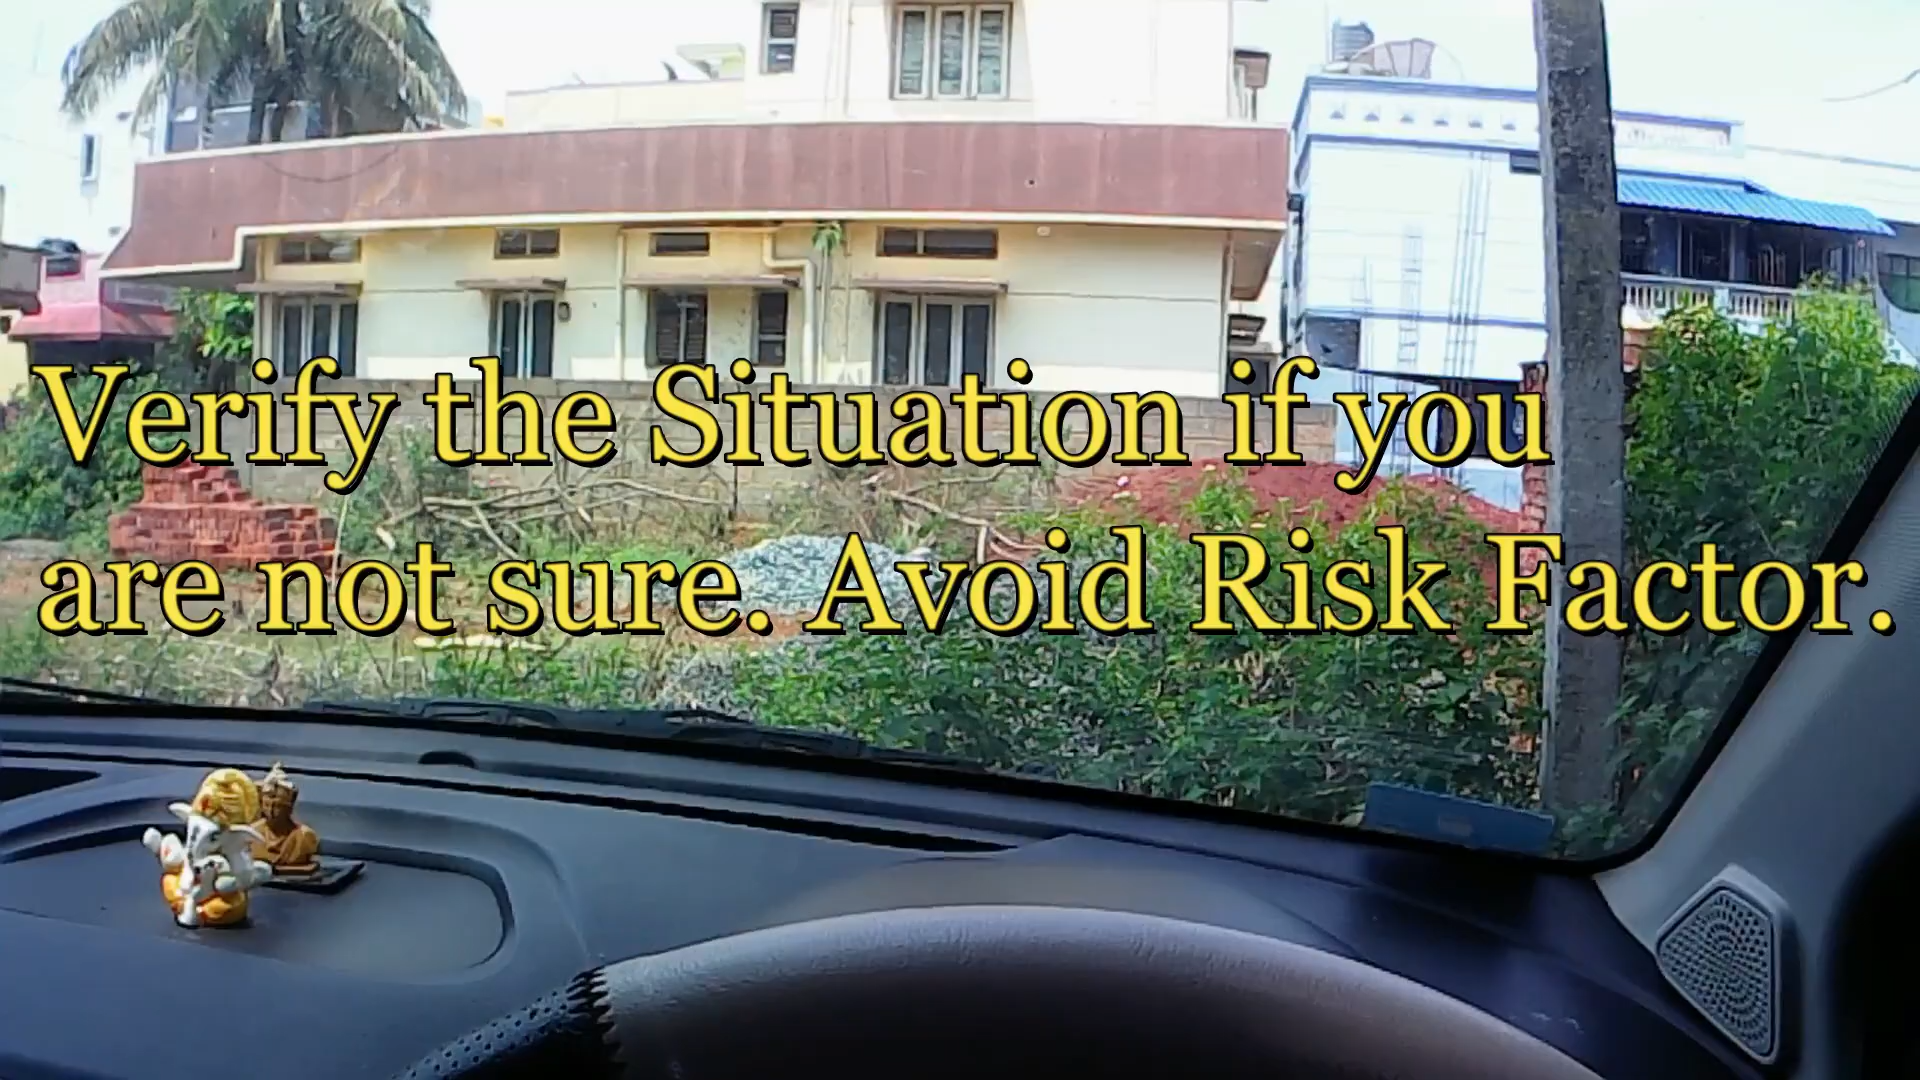 Verify the Situation if you
are not sure. Avoid Risk Factor.